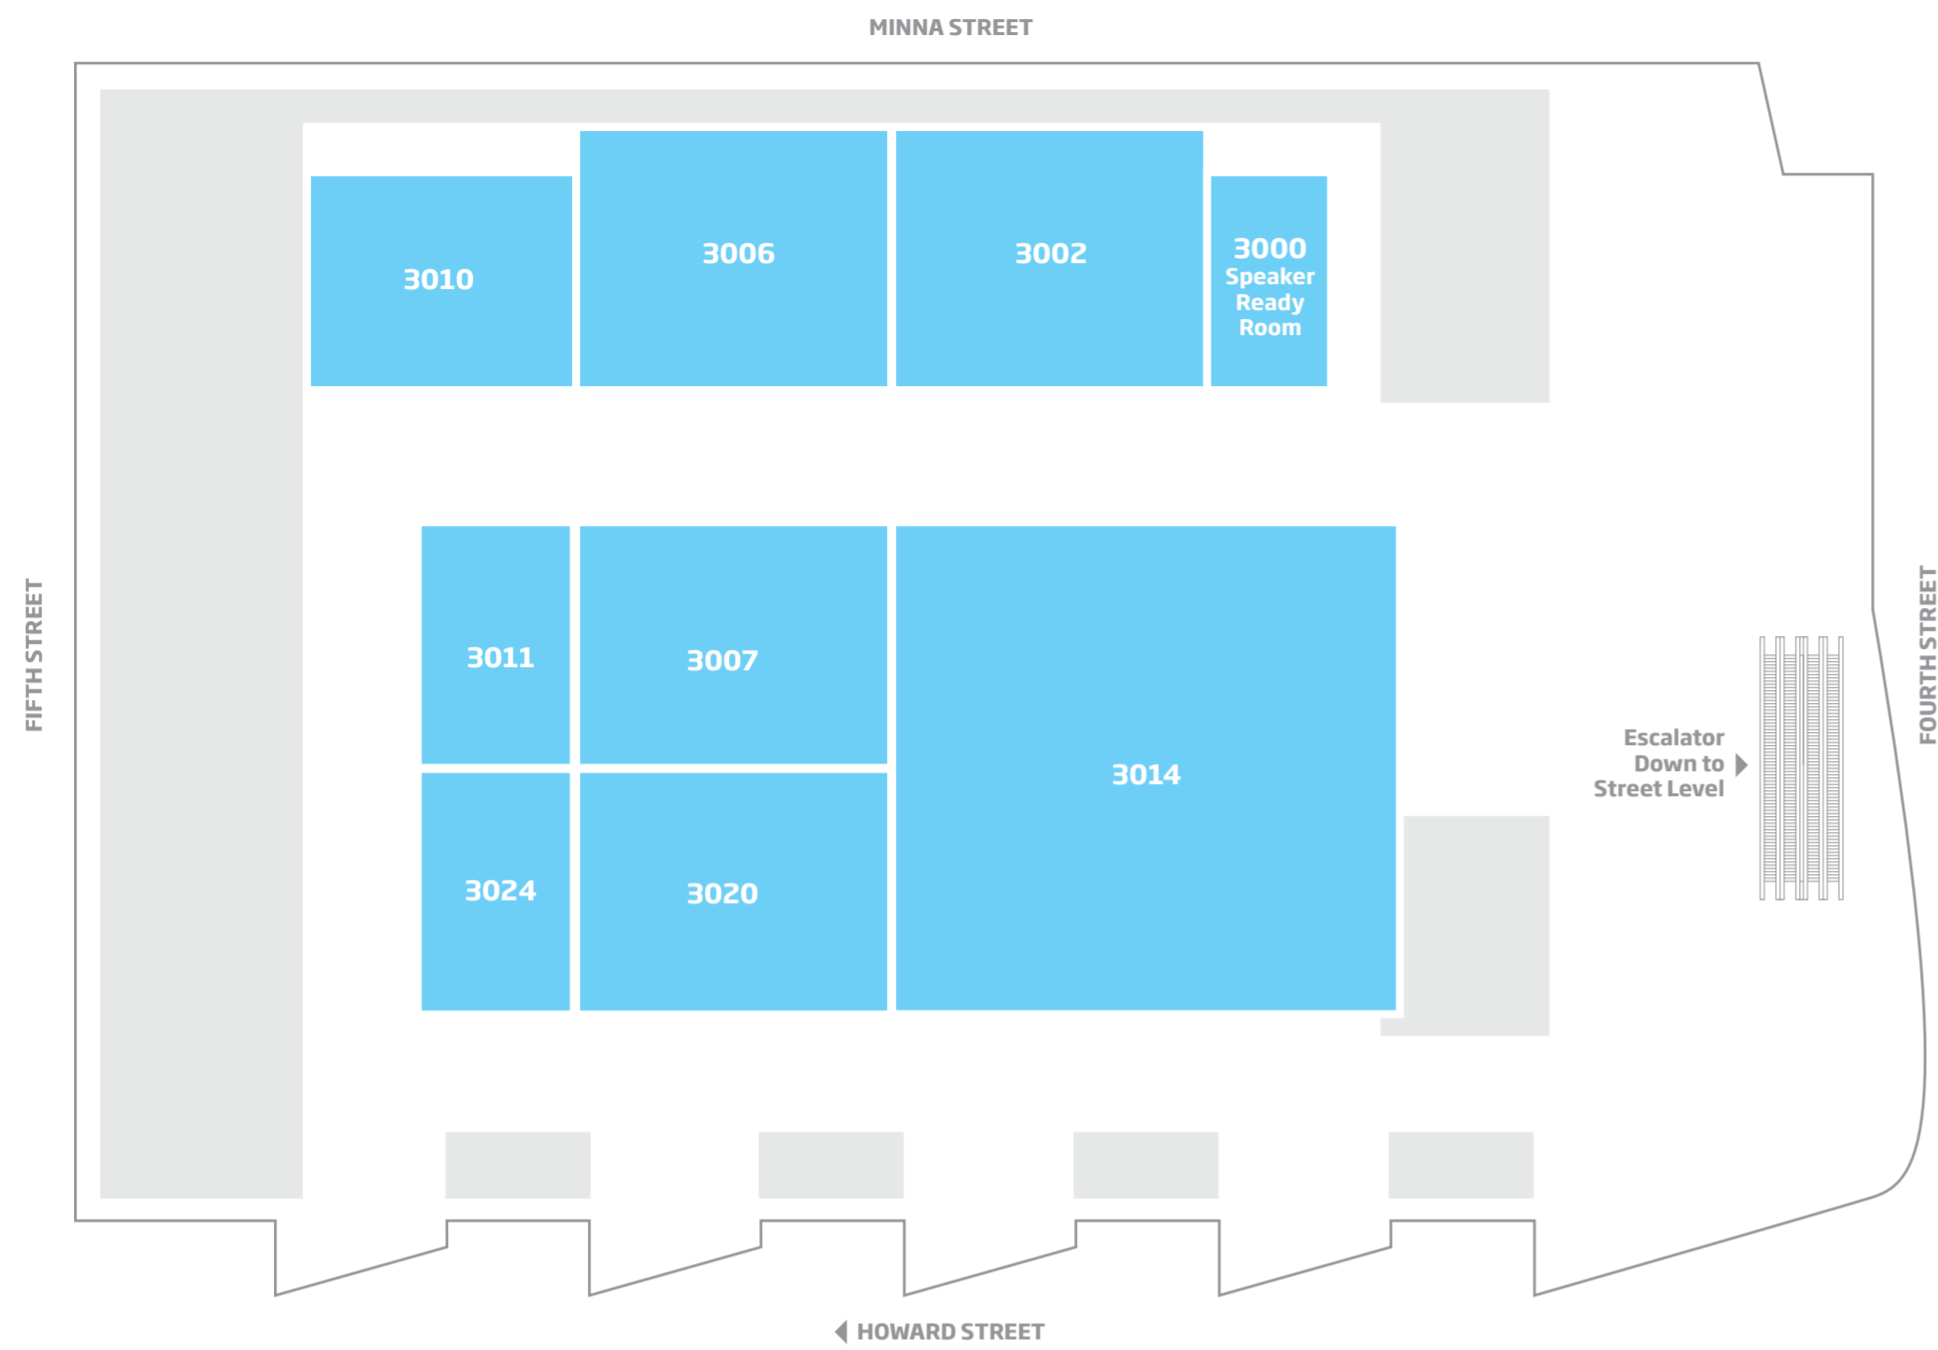 MINNA STREET
3010
3006
3002
3000
Speaker
Ready
Room
FIFTH STREET
3011
3007
3014
3024
3020
Escalator
Down to
Street Level
FOURTH STREET
HOWARD STREET